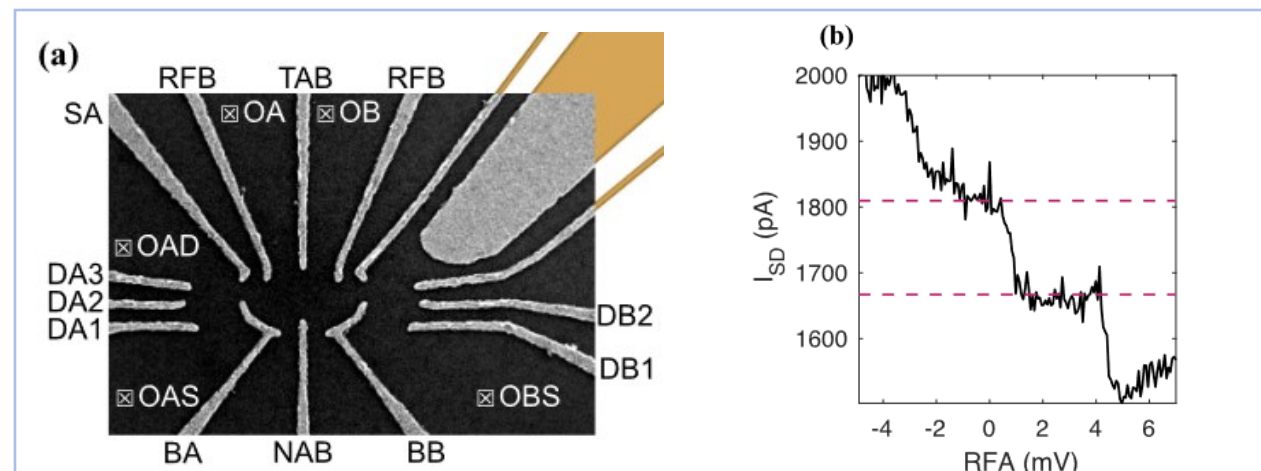 (a)
RFB TAB RFB
SA ☒ OA ☒ OB
☒ OAD
DA3
DA2
DA1
DB2
DB1
☒ OAS ☒ OBS
BA NAB BB
(b)
2000
1900
1800
1700
1600
I_SD (pA)
-4 -2 0 2 4 6
RFA (mV)